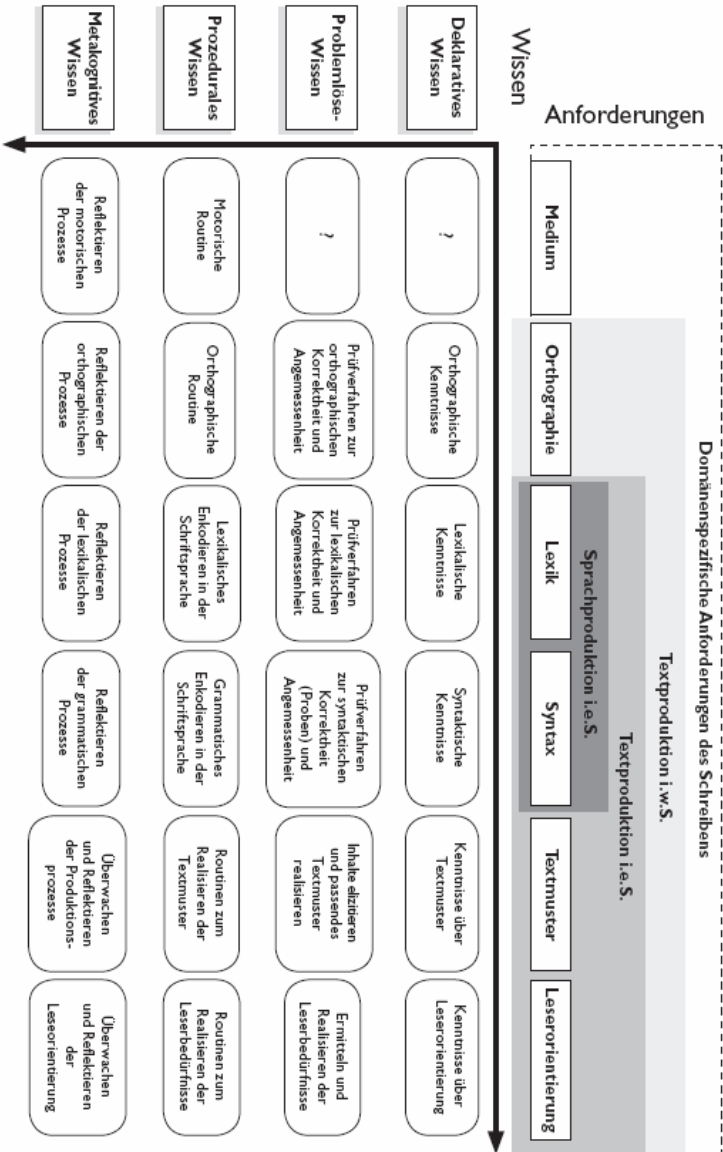 Domänenspezifische Anforderungen des Schreibens
Textproduktion i.w.S.
Textproduktion i.e.S.
Sprachproduktion i.e.S.
Anforderungen
Medium
Orthographie
Lexik
Syntax
Textmuster
Leserorientierung
Wissen
Deklaratives
Wissen
?
Orthographische
Kenntnisse
Lexikalische
Kenntnisse
Syntaktische
Kenntnisse
Kenntnisse über
Textmuster
Kenntnisse über
Leserorientierung
Problemlöse-
Wissen
?
Prüfverfahren zur
orthographischen
Korrektheit und
Angemessenheit
Prüfverfahren
zur lexikalischen
Korrektheit und
Angemessenheit
Prüfverfahren
zur syntaktischen
Korrektheit
(Proben) und
Angemessenheit
Inhalte elizitieren
und passendes
Textmuster
realisieren
Ermitteln und
Realisieren der
Leserbedürfnisse
Prozedurales
Wissen
Motorische
Routine
Orthographische
Routine
Lexikalisches
Enkodieren in der
Schriftsprache
Grammatisches
Enkodieren in der
Schriftsprache
Routinen zum
Realisieren der
Textmuster
Routinen zum
Realisieren der
Leserbedürfnisse
Metakognitives
Wissen
Reflektieren
der motorischen
Prozesse
Reflektieren der
orthographischen
Prozesse
Reflektieren
der lexikalischen
Prozesse
Reflektieren
der grammatischen
Prozesse
Überwachen
und Reflektieren
der Produktions-
prozesse
Überwachen
und Reflektieren
der
Leseorientierung